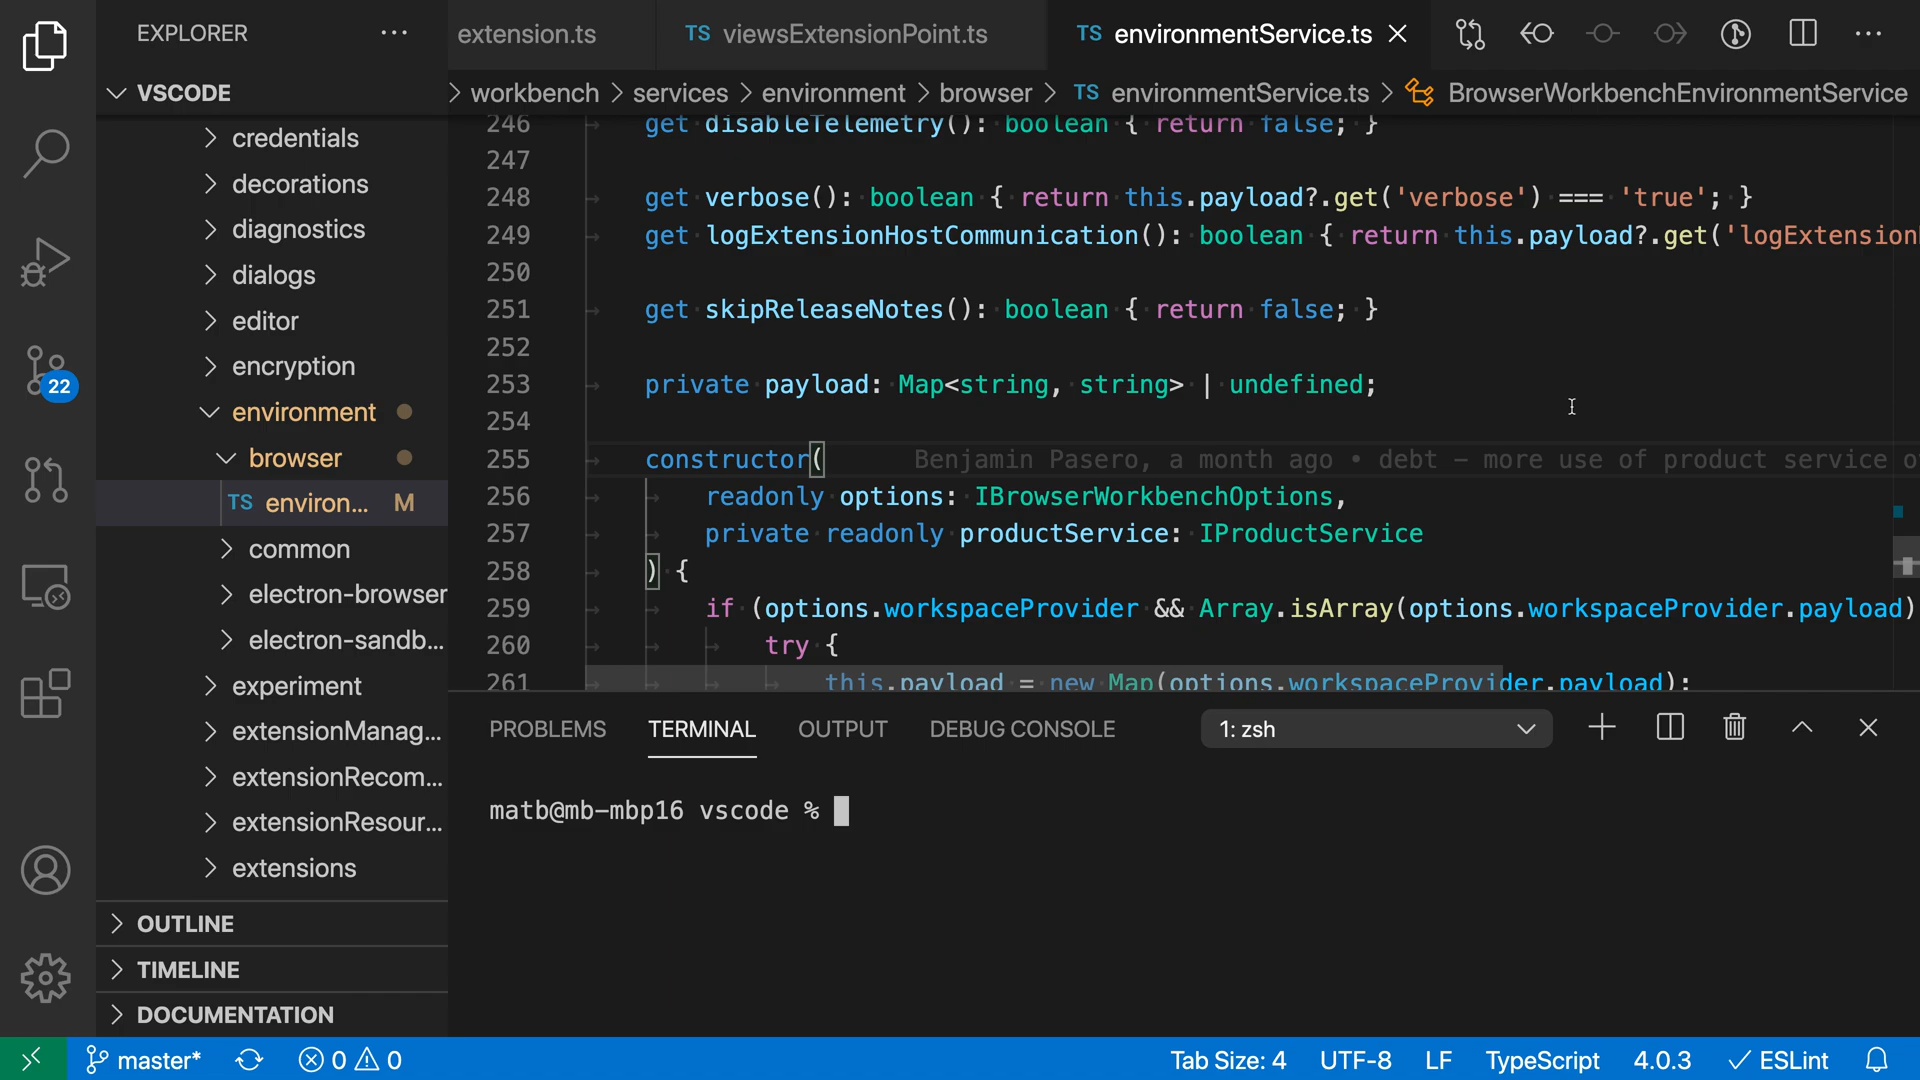 EXPLORER
VSCODE
credentials
decorations
diagnostics
dialogs
editor
encryption
environment
browser
TS environ... M
common
electron-browser
electron-sandb...
experiment
extensionManag...
extensionRecom...
extensionResour...
extensions
OUTLINE
TIMELINE
DOCUMENTATION
22
extension.ts
TS viewsExtensionPoint.ts
TS environmentService.ts
workbench > services > environment > browser > TS environmentService.ts > BrowserWorkbenchEnvironmentService
246 get disableTelemetry(): boolean { return false; }
247
248 get verbose(): boolean { return this.payload?.get('verbose') === 'true'; }
249 get logExtensionHostCommunication(): boolean { return this.payload?.get('logExtension
250
251 get skipReleaseNotes(): boolean { return false; }
252
253 private payload: Map<string, string> | undefined;
254
255 constructor( Benjamin Pasero, a month ago • debt – more use of product service o
256 readonly options: IBrowserWorkbenchOptions,
257 private readonly productService: IProductService
258 ) {
259 if (options.workspaceProvider && Array.isArray(options.workspaceProvider.payload)
260 try {
261 this.payload = new Map(options.workspaceProvider.payload);
PROBLEMS TERMINAL OUTPUT DEBUG CONSOLE 1: zsh
matb@mb-mbp16 vscode %
master* 0 0 Tab Size: 4 UTF-8 LF TypeScript 4.0.3 ESLint